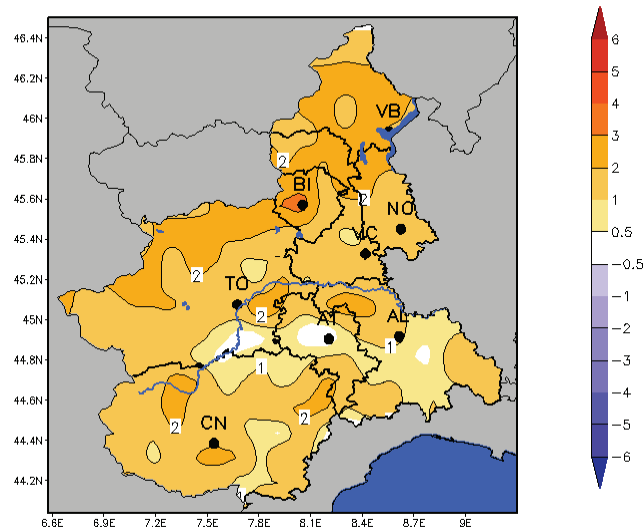 46.4N
46.2N
46N
45.8N
45.6N
45.4N
45.2N
45N
44.8N
44.6N
44.4N
44.2N
6.6E 6.9E 7.2E 7.5E 7.8E 8.1E 8.4E 8.7E 9E
VB
2
BI
2
NO
VC
2
TO
2
AT
AL
1
1
2
2
CN
6
5
4
3
2
1
0.5
-0.5
-1
-2
-3
-4
-5
-6